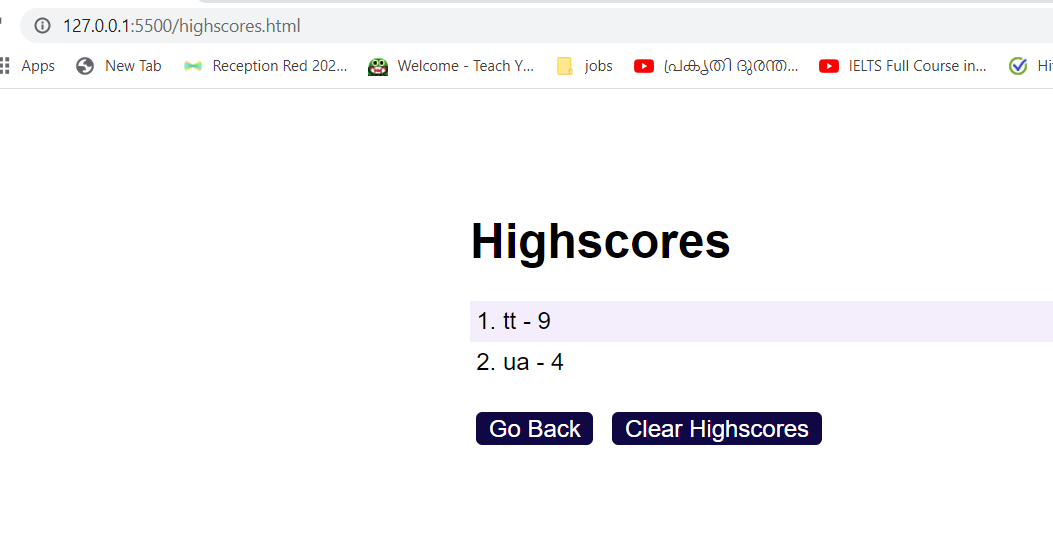 127.0.0.1:5500/highscores.html
Apps New Tab Reception Red 202... Welcome - Teach Y... jobs പ്രകൃതി ദുരന്ത... IELTS Full Course in... Hi
Highscores
1. tt - 9
2. ua - 4
Go Back Clear Highscores